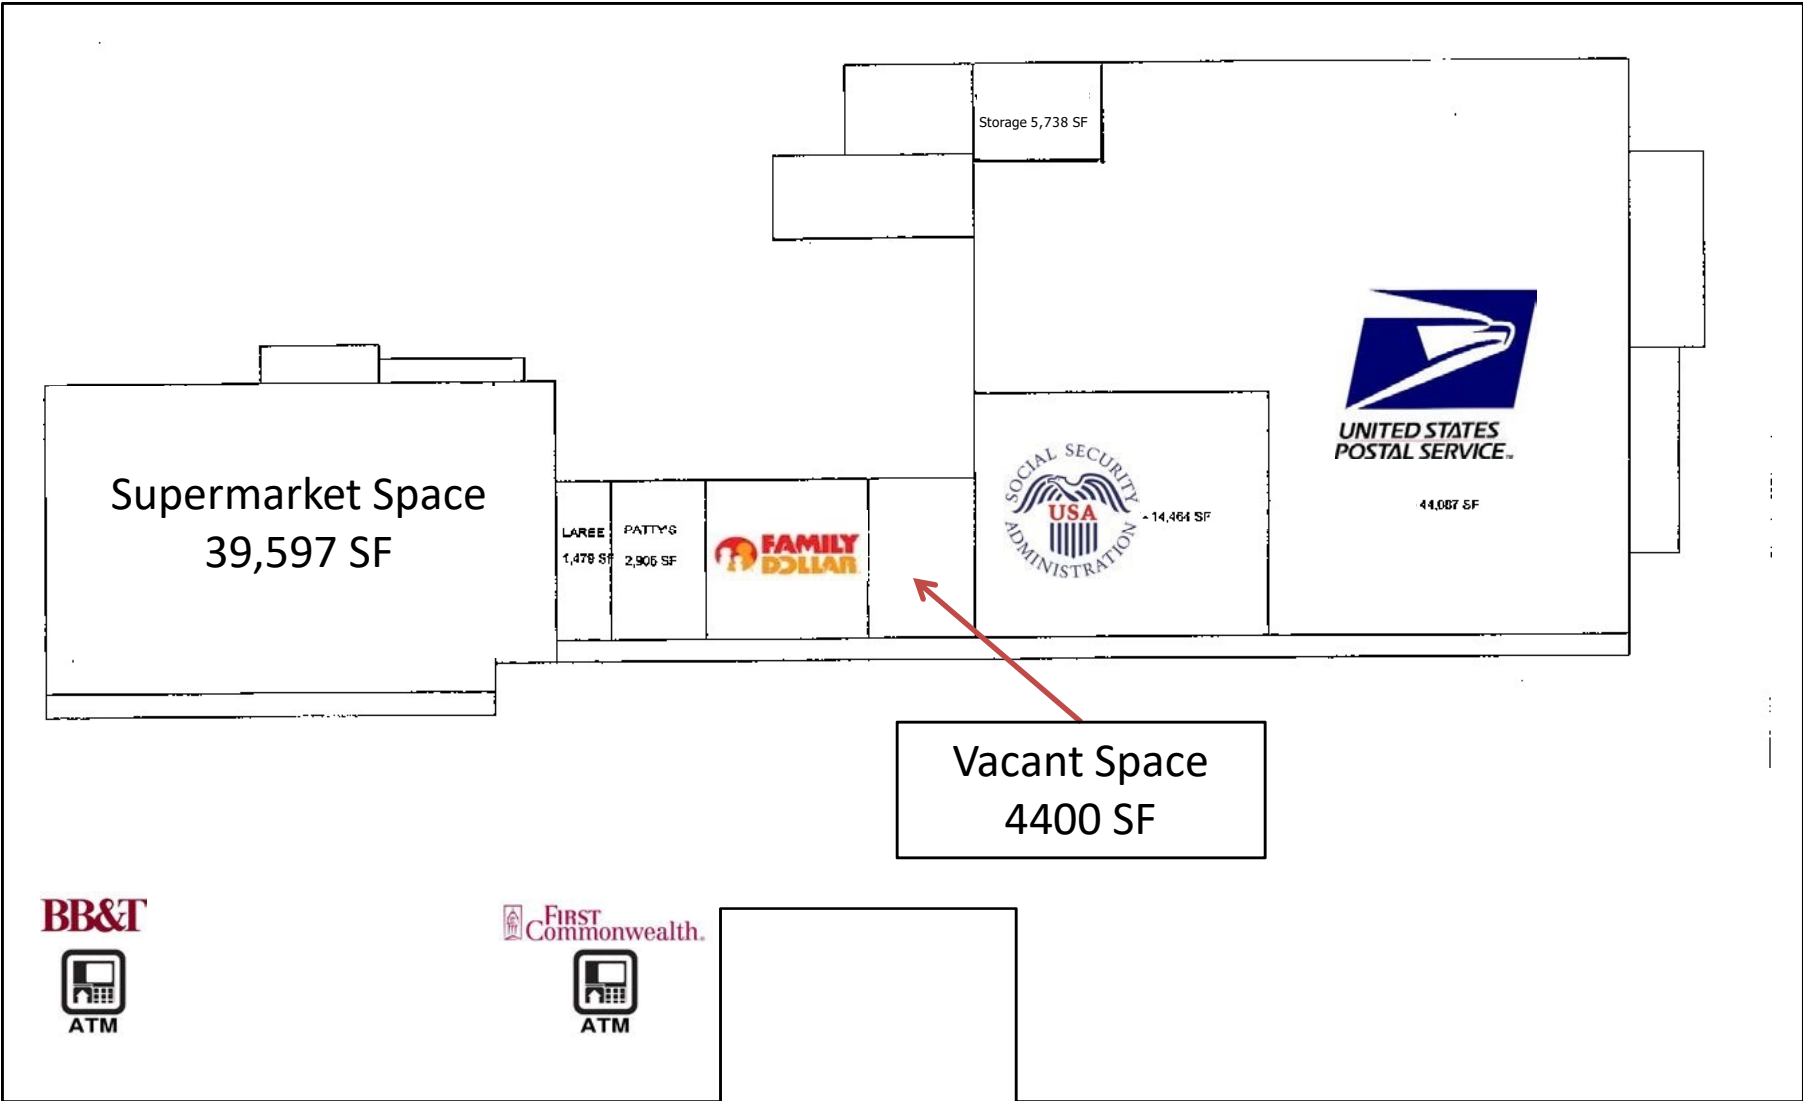 Storage 5,738 SF
UNITED STATES
POSTAL SERVICE™
44,087 SF
Supermarket Space
39,597 SF
LAREE
1,479 SF
PATTY'S
2,905 SF
FAMILY
DOLLAR
SOCIAL SECURITY
USA
ADMINISTRATION
- 14,464 SF
Vacant Space
4400 SF
BB&T
ATM
FIRST
Commonwealth.
ATM